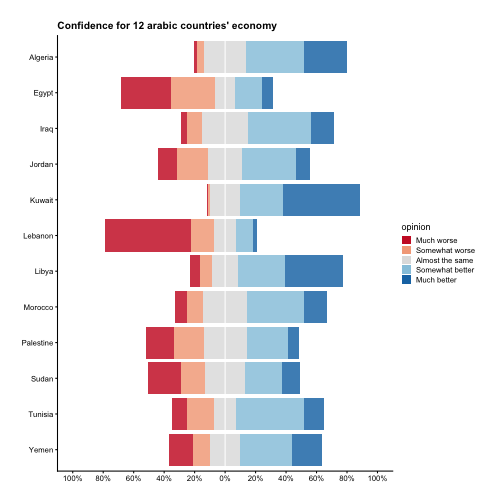 Confidence for 12 arabic countries' economy
Algeria
Egypt
Iraq
Jordan
Kuwait
Lebanon
Libya
Morocco
Palestine
Sudan
Tunisia
Yemen
100% 80% 60% 40% 20% 0% 20% 40% 60% 80% 100%
opinion
Much worse
Somewhat worse
Almost the same
Somewhat better
Much better